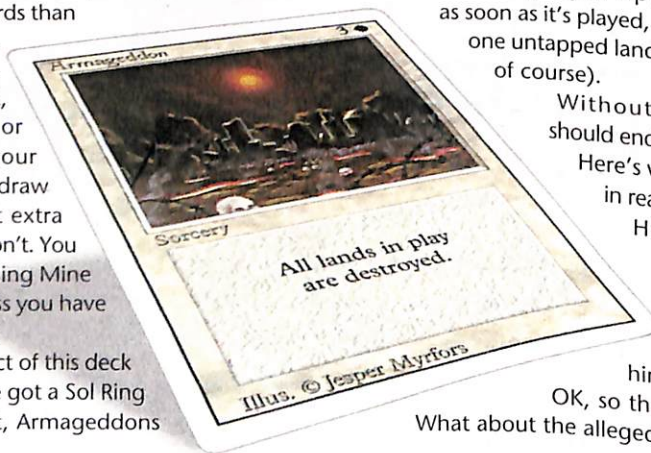 rds than
or
our
draw
extra
n't. You
ing Mine
ss you have
ct of this deck
e got a Sol Ring
, Armageddons
Armageddon
3
Sorcery
All lands in play
are destroyed.
Illus. © Jesper Myrfors
as soon as it's played,
one untapped land
of course).
Without
should end
Here's
in rea
H
him
OK, so th
What about the alleged